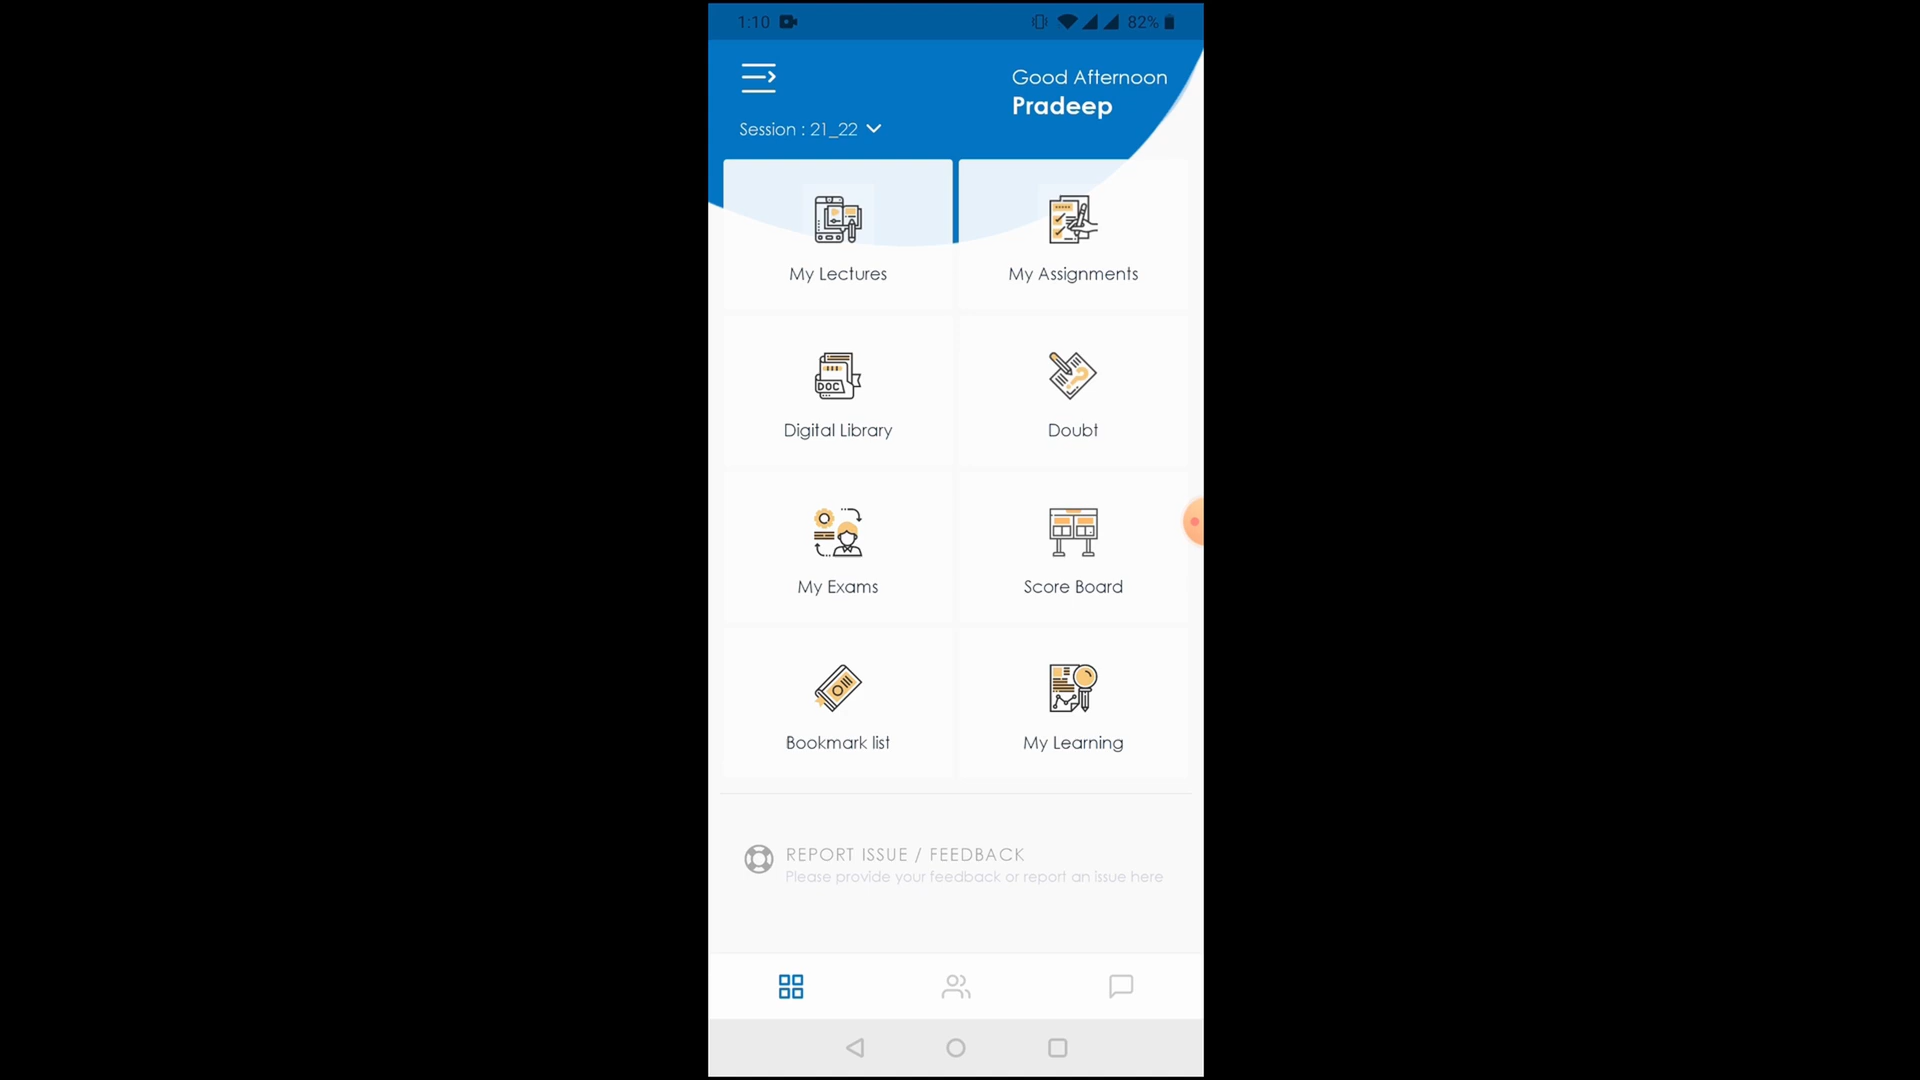 1:10
82%
Good Afternoon
Pradeep
Session : 21_22
My Lectures
My Assignments
DOC
Digital Library
Doubt
My Exams
Score Board
Bookmark list
My Learning
REPORT ISSUE / FEEDBACK
Please provide your feedback or report an issue here